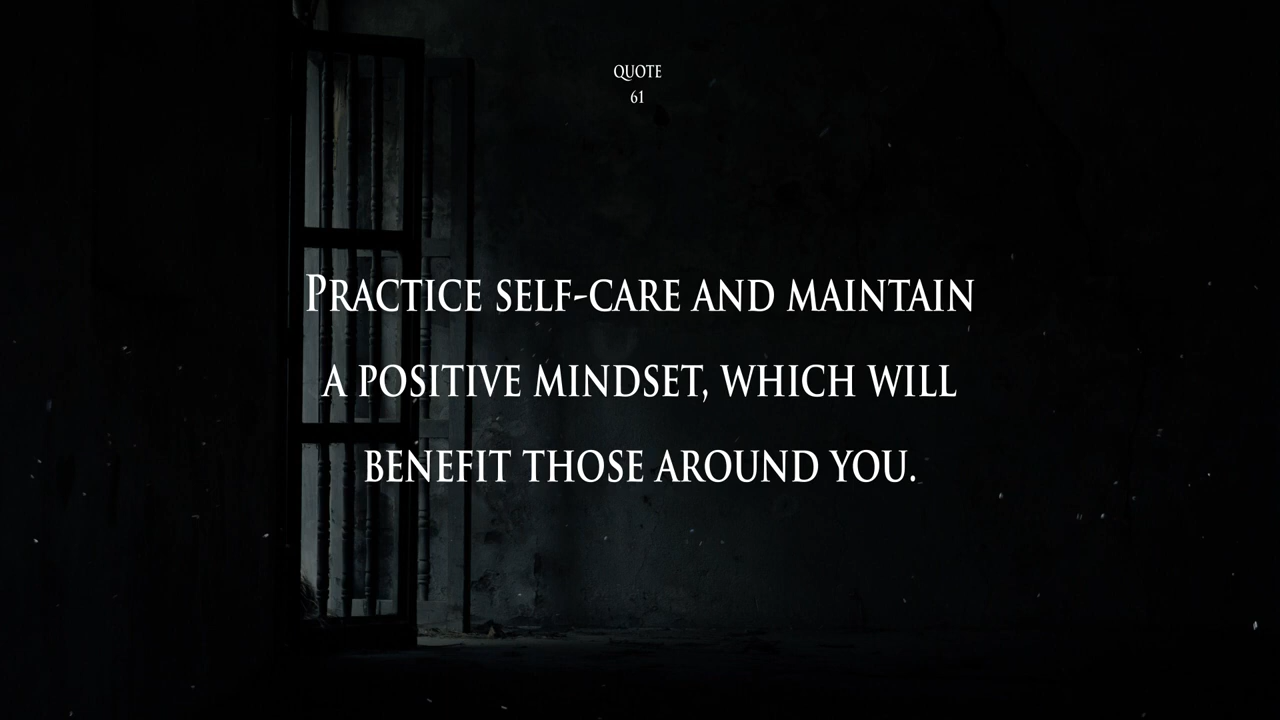 QUOTE
61
PRACTICE SELF-CARE AND MAINTAIN
A POSITIVE MINDSET, WHICH WILL
BENEFIT THOSE AROUND YOU.